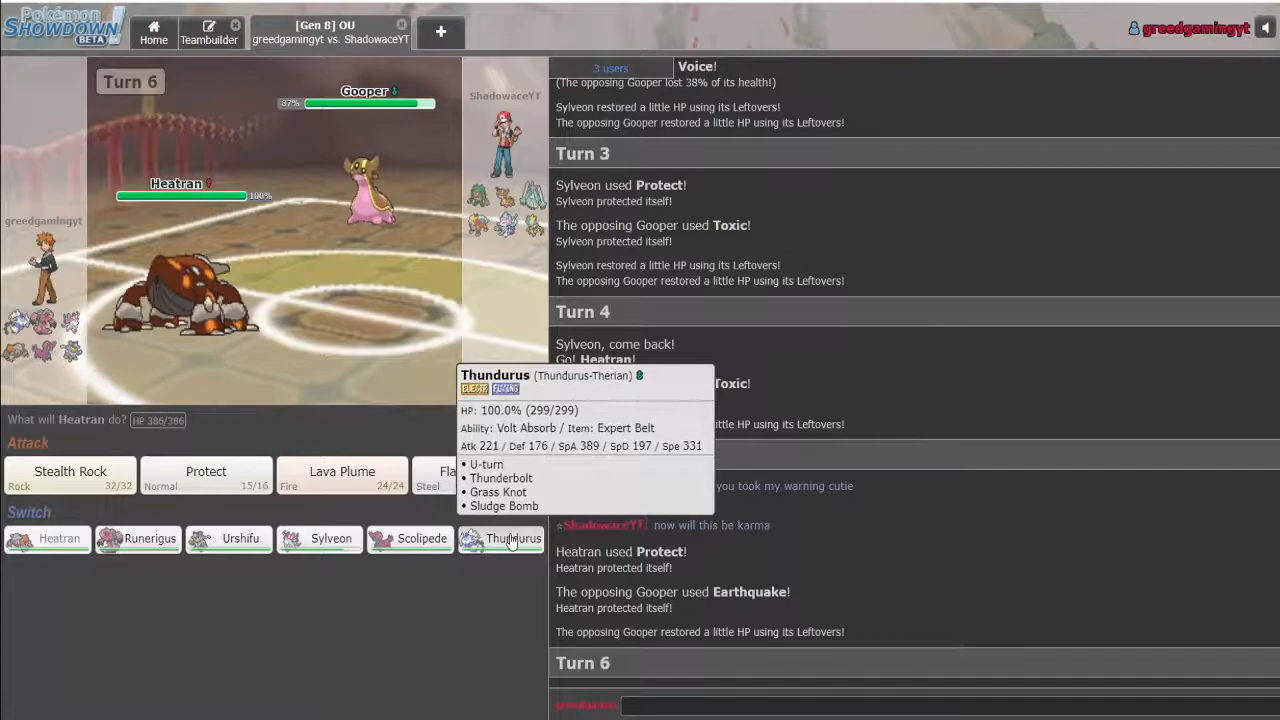 Pokémon
SHOWDOWN!
BETA
Home
Teambuilder
[Gen 8] OU
greedgamingyt vs. ShadowaceYT
+
greedgamingyt
Turn 6
Gooper
87%
ShadowaceYT
Heatran
100%
greedgamingyt
3 users
Voice!
(The opposing Gooper lost 38% of its health!)
Sylveon restored a little HP using its Leftovers!
The opposing Gooper restored a little HP using its Leftovers!
Turn 3
Sylveon used Protect!
Sylveon protected itself!
The opposing Gooper used Toxic!
Sylveon protected itself!
Sylveon restored a little HP using its Leftovers!
The opposing Gooper restored a little HP using its Leftovers!
Turn 4
Sylveon, come back!
Go! Heatran!
Toxic!
ttle HP using its Leftovers!
you took my warning cutie
☆ShadowaceYT: now will this be karma
Heatran used Protect!
Heatran protected itself!
The opposing Gooper used Earthquake!
Heatran protected itself!
The opposing Gooper restored a little HP using its Leftovers!
Turn 6
Thundurus (Thundurus-Therian)
ELECTR FLYING
HP: 100.0% (299/299)
Ability: Volt Absorb / Item: Expert Belt
Atk 221 / Def 176 / SpA 389 / SpD 197 / Spe 331
• U-turn
• Thunderbolt
• Grass Knot
• Sludge Bomb
What will Heatran do? HP 386/386
Attack
Stealth Rock
Rock 32/32
Protect
Normal 15/16
Lava Plume
Fire 24/24
Fla
Steel
Switch
Heatran
Runerigus
Urshifu
Sylveon
Scolipede
Thundurus